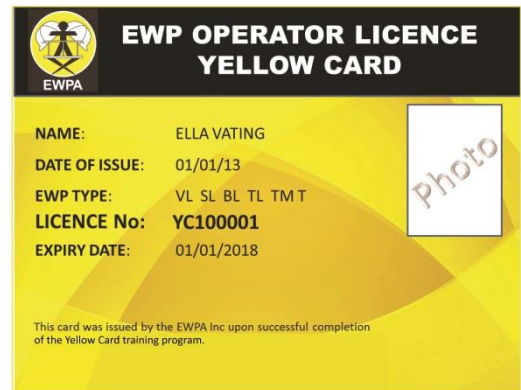 EWP OPERATOR LICENCE
YELLOW CARD
EWPA
NAME: ELLA VATING
DATE OF ISSUE: 01/01/13
EWP TYPE: VL SL BL TL TM T
LICENCE No: YC100001
EXPIRY DATE: 01/01/2018
Photo
This card was issued by the EWPA Inc upon successful completion
of the Yellow Card training program.